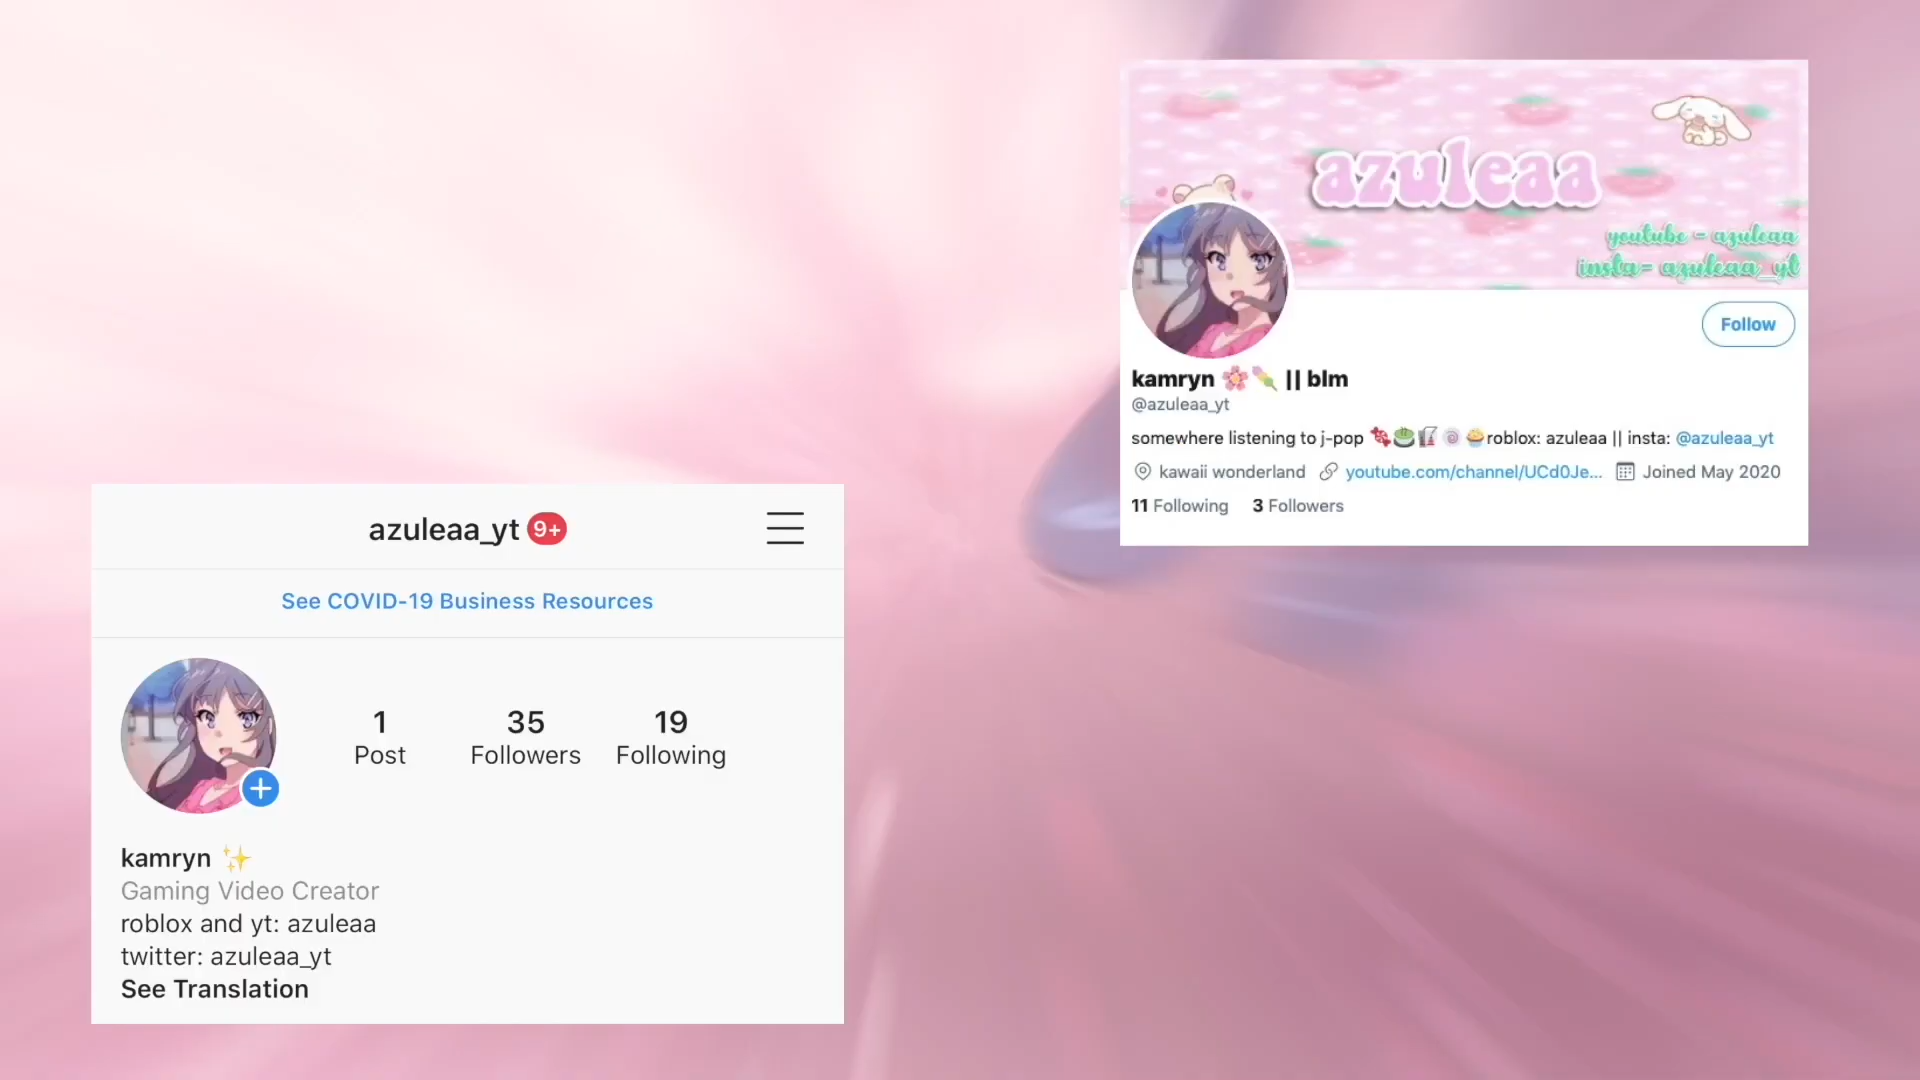 azuleaa
youtube - azuleaa
insta- azuleaa_yt
Follow
kamryn 🌸🍡 || blm
@azuleaa_yt
somewhere listening to j-pop 🍬🍵🥛🍥🧁roblox: azuleaa || insta: @azuleaa_yt
kawaii wonderland youtube.com/channel/UCd0Je... Joined May 2020
11 Following 3 Followers
azuleaa_yt 9+
See COVID-19 Business Resources
1 35 19
Post Followers Following
kamryn ✨
Gaming Video Creator
roblox and yt: azuleaa
twitter: azuleaa_yt
See Translation